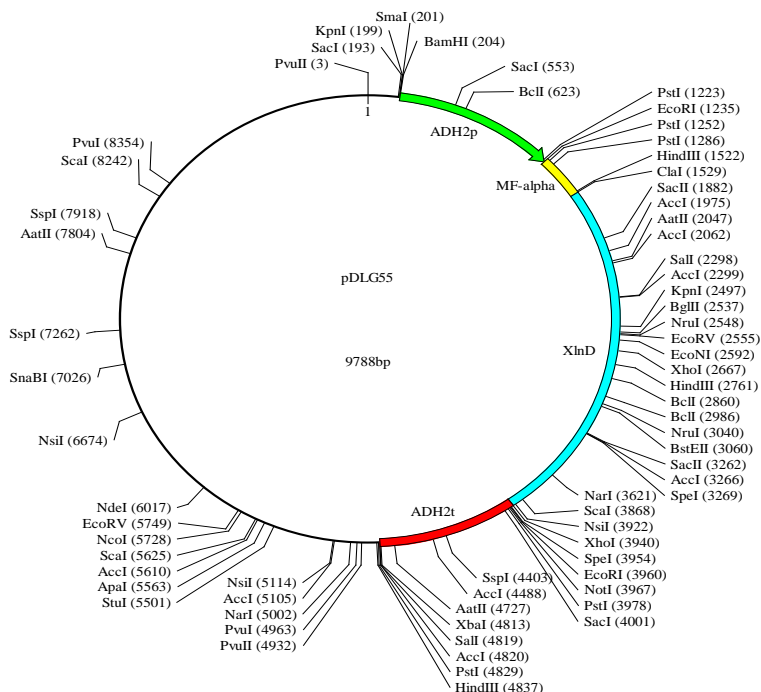 SmaI (201)
KpnI (199)
BamHI (204)
SacI (193)
PvuII (3)
SacI (553)
BclI (623)
1
ADH2p
PstI (1223)
EcoRI (1235)
PstI (1252)
PstI (1286)
HindIII (1522)
MF-alpha
ClaI (1529)
SacII (1882)
AccI (1975)
AatII (2047)
AccI (2062)
SalI (2298)
AccI (2299)
KpnI (2497)
BglII (2537)
NruI (2548)
EcoRV (2555)
EcoNI (2592)
XlnD
XhoI (2667)
HindIII (2761)
BclI (2860)
BclI (2986)
NruI (3040)
BstEII (3060)
SacII (3262)
AccI (3266)
SpeI (3269)
NarI (3621)
ScaI (3868)
NsiI (3922)
XhoI (3940)
SpeI (3954)
EcoRI (3960)
NotI (3967)
PstI (3978)
SacI (4001)
ADH2t
SspI (4403)
AccI (4488)
AatII (4727)
XbaI (4813)
SalI (4819)
AccI (4820)
PstI (4829)
HindIII (4837)
PvuII (4932)
PvuI (4963)
NarI (5002)
AccI (5105)
NsiI (5114)
StuI (5501)
ApaI (5563)
AccI (5610)
ScaI (5625)
NcoI (5728)
EcoRV (5749)
NdeI (6017)
NsiI (6674)
SnaBI (7026)
SspI (7262)
AatII (7804)
SspI (7918)
ScaI (8242)
PvuI (8354)
pDLG55
9788bp